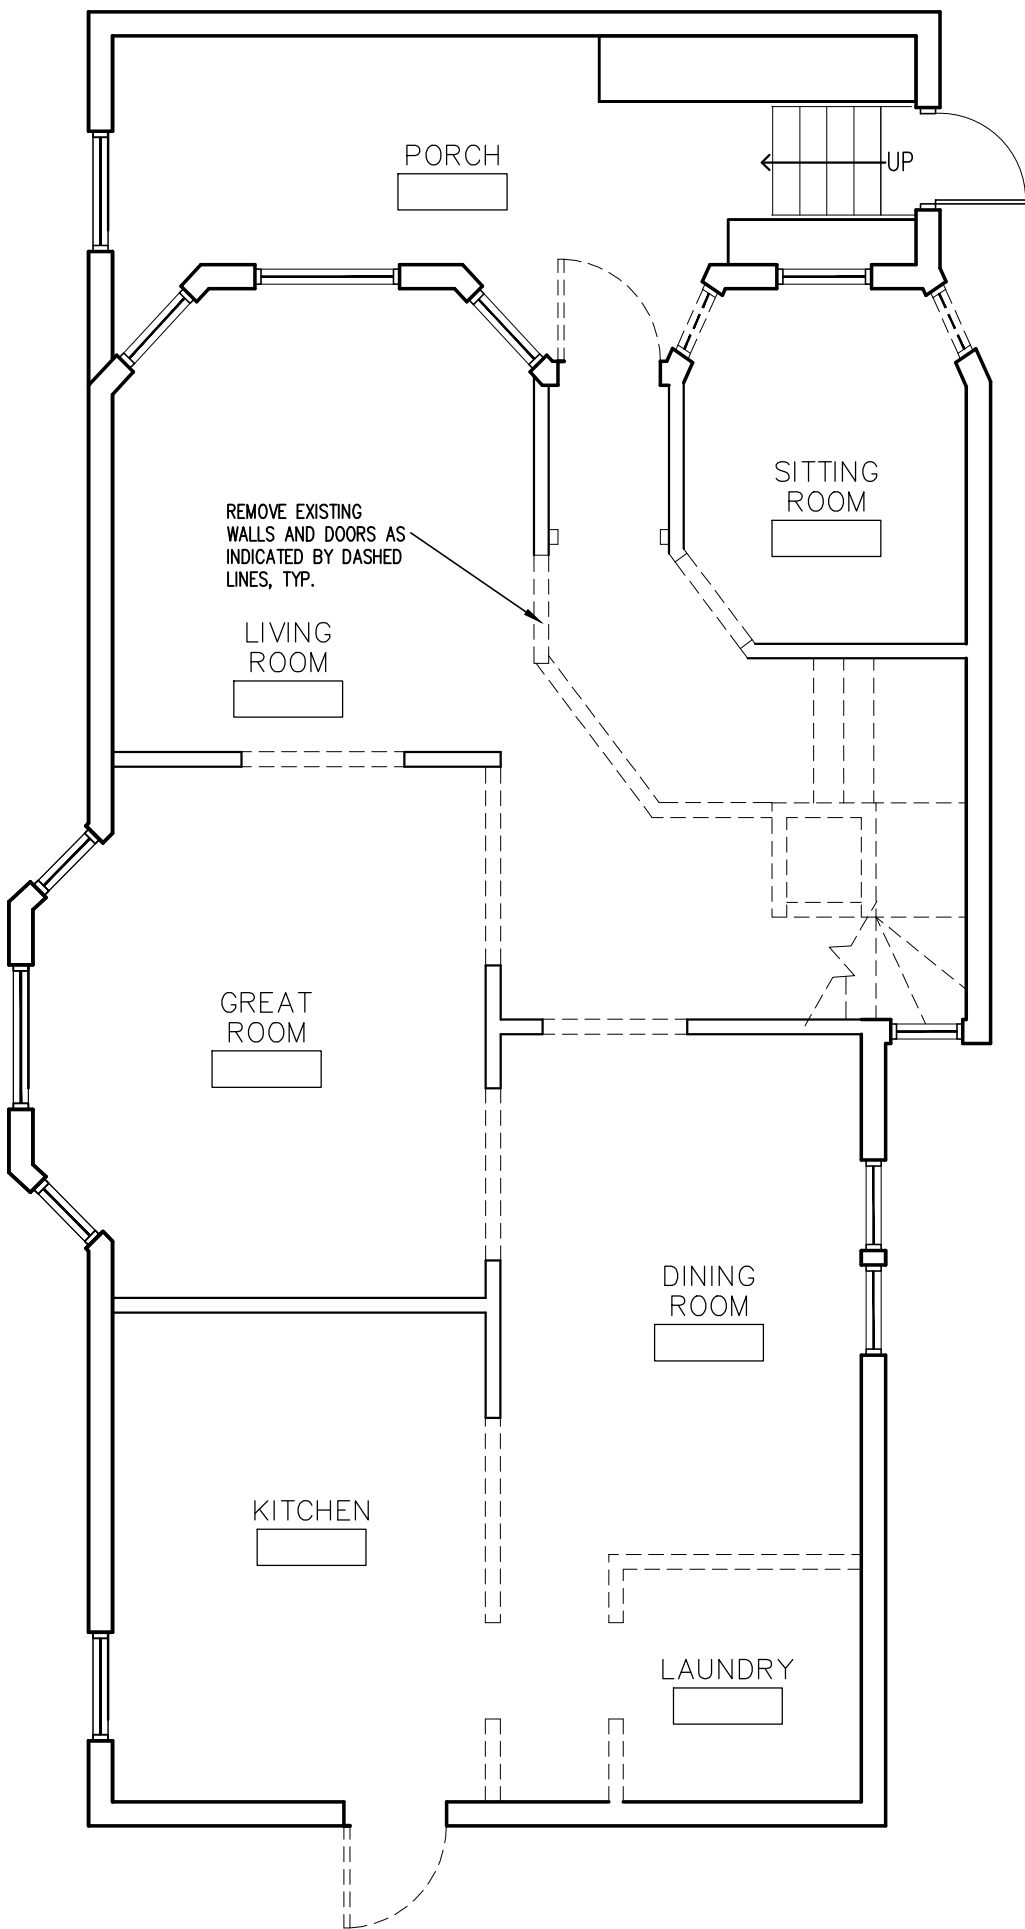 PORCH
UP
SITTING
ROOM
REMOVE EXISTING
WALLS AND DOORS AS
INDICATED BY DASHED
LINES, TYP.
LIVING
ROOM
GREAT
ROOM
DINING
ROOM
KITCHEN
LAUNDRY